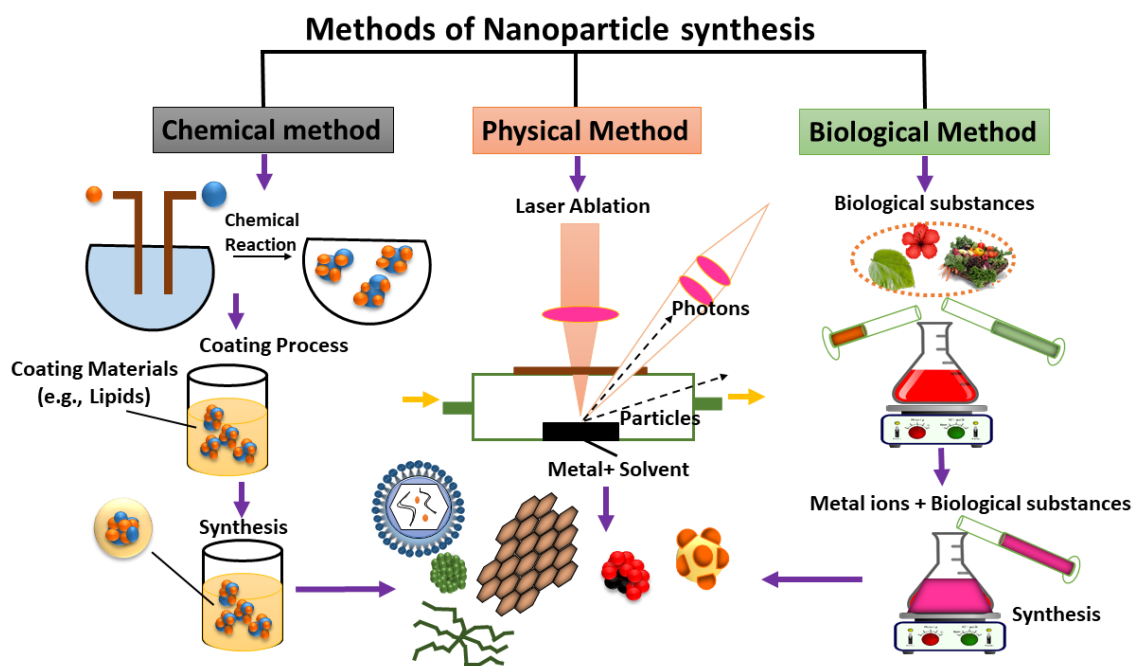 Methods of Nanoparticle synthesis
Chemical method
Physical Method
Biological Method
Chemical
Reaction
Coating Process
Coating Materials
(e.g., Lipids)
Synthesis
Laser Ablation
Photons
Particles
Metal+ Solvent
Biological substances
Metal ions + Biological substances
Synthesis